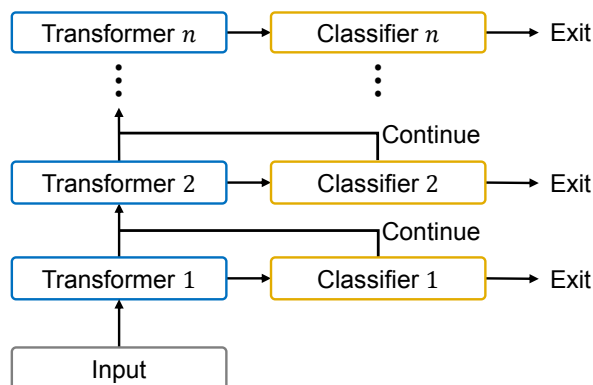 Transformer n
Classifier n
Exit
Continue
Transformer 2
Classifier 2
Exit
Continue
Transformer 1
Classifier 1
Exit
Input